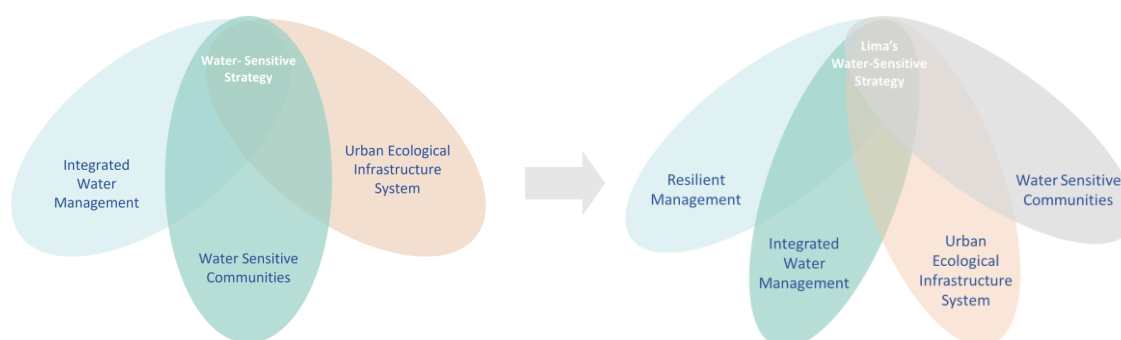 Water- Sensitive
Strategy
Integrated
Water
Management
Urban Ecological
Infrastructure
System
Water Sensitive
Communities
Lima's
Water-Sensitive
Strategy
Resilient
Management
Integrated
Water
Management
Urban
Ecological
Infrastructure
System
Water Sensitive
Communities